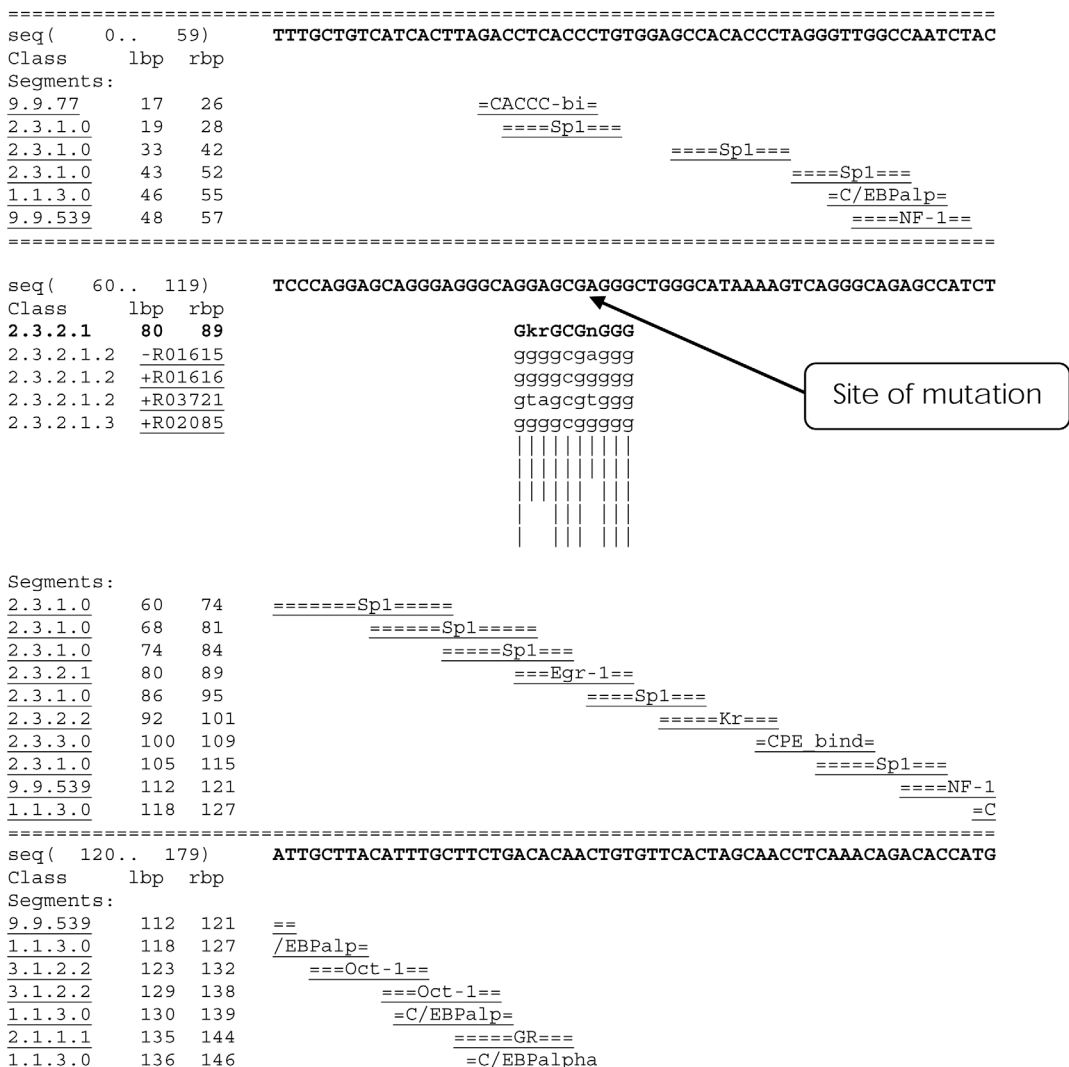 ================================================================================
seq(    0..   59)    TTTGCTGTCATCACTTAGACCTCACCCTGTGGAGCCACACCCTAGGGTTGGCCAATCTAC
Class     lbp  rbp
Segments:
9.9.77     17   26    =CACCC-bi=
2.3.1.0    19   28    ====Sp1===
2.3.1.0    33   42    ====Sp1===
2.3.1.0    43   52    ====Sp1===
1.1.3.0    46   55    =C/EBPalp=
9.9.539    48   57    ====NF-1==
================================================================================
seq(   60..  119)    TCCCAGGAGCAGGGAGGGCAGGAGCGAGGGCTGGGCATAAAAGTCAGGGCAGAGCCATCT
Class     lbp  rbp
2.3.2.1    80   89    GkrGCGnGGG
2.3.2.1.2  -R01615    ggggcgaggg
2.3.2.1.2  +R01616    ggggcggggg
2.3.2.1.2  +R03721    gtagcgtggg
2.3.2.1.3  +R02085    ggggcggggg
Site of mutation
||||||||||
||||||||||
|||||| |||
|  ||| |||
|  ||| |||
Segments:
2.3.1.0    60   74    =======Sp1=====
2.3.1.0    68   81    ======Sp1=====
2.3.1.0    74   84    =====Sp1===
2.3.2.1    80   89    ===Egr-1==
2.3.1.0    86   95    ====Sp1===
2.3.2.2    92  101    =====Kr===
2.3.3.0   100  109    =CPE_bind=
2.3.1.0   105  115    =====Sp1===
9.9.539   112  121    ====NF-1
1.1.3.0   118  127    =C
================================================================================
seq(  120..  179)    ATTGCTTACATTTGCTTCTGACACAACTGTGTTCACTAGCAACCTCAAACAGACACCATG
Class     lbp  rbp
Segments:
9.9.539   112  121    ==
1.1.3.0   118  127    /EBPalp=
3.1.2.2   123  132    ===Oct-1==
3.1.2.2   129  138    ===Oct-1==
1.1.3.0   130  139    =C/EBPalp=
2.1.1.1   135  144    =====GR===
1.1.3.0   136  146    =C/EBPalpha